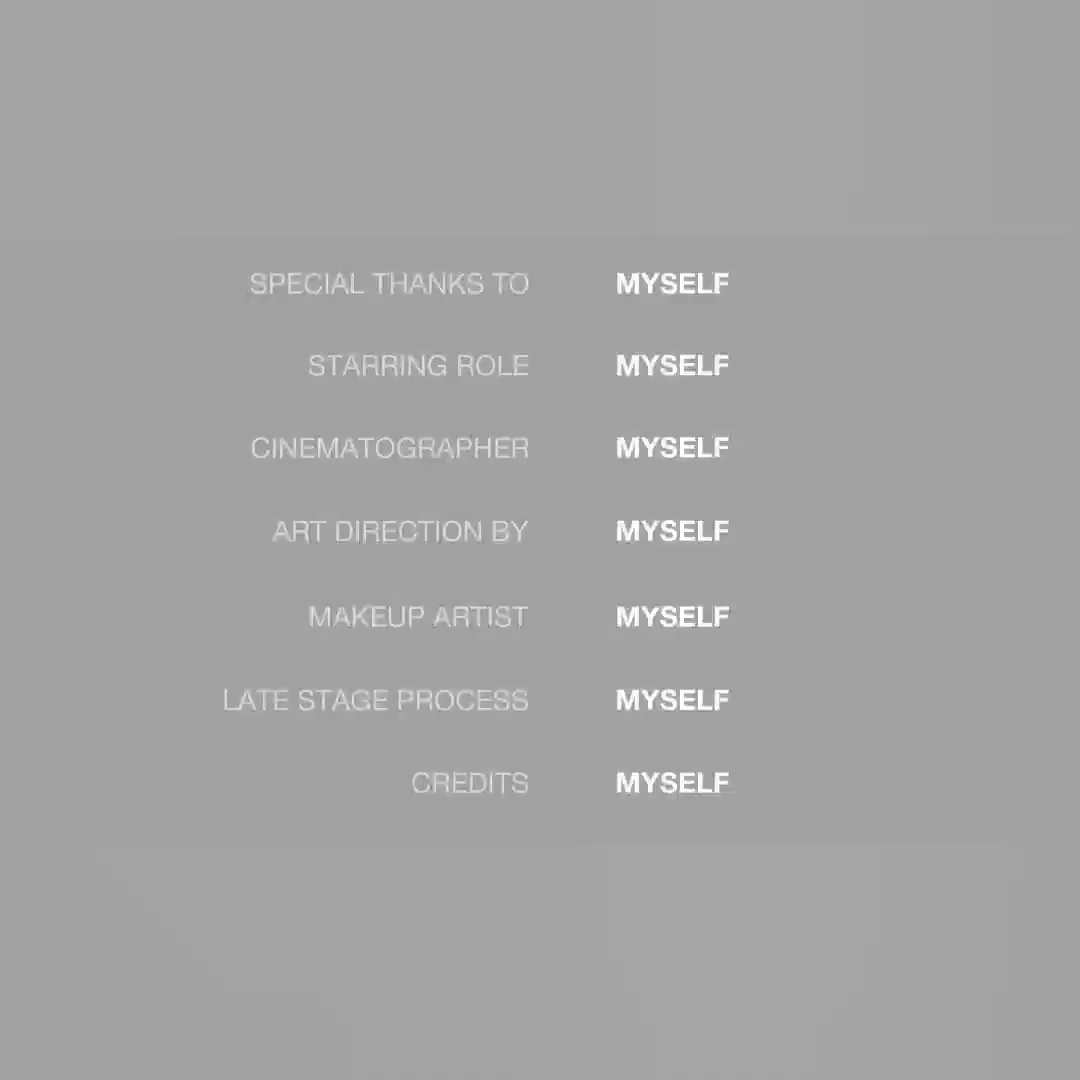 SPECIAL THANKS TO MYSELF
STARRING ROLE MYSELF
CINEMATOGRAPHER MYSELF
ART DIRECTION BY MYSELF
MAKEUP ARTIST MYSELF
LATE STAGE PROCESS MYSELF
CREDITS MYSELF